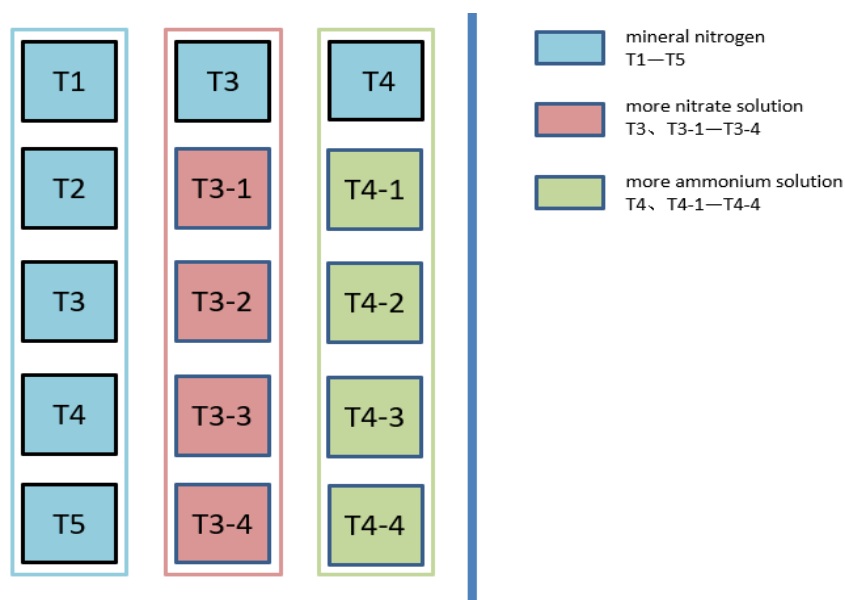 T1
T2
T3
T4
T5
T3
T3-1
T3-2
T3-3
T3-4
T4
T4-1
T4-2
T4-3
T4-4
mineral nitrogen
T1—T5
more nitrate solution
T3、T3-1—T3-4
more ammonium solution
T4、T4-1—T4-4